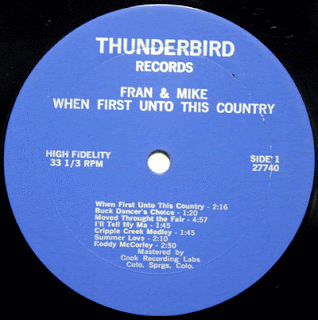 THUNDERBIRD
RECORDS
FRAN & MIKE
WHEN FIRST UNTO THIS COUNTRY
HIGH FIDELITY
33 1/3 RPM
SIDE 1
27740
When First Unto This Country - 2:16
Buck Dancer's Choice - 1:20
Moved Throught the Fair - 4:57
I'll Tell My Ma - 1:45
Cripple Creek Medley - 1:45
Summer Love - 2:10
Roddy McCorley - 2:50
Mastered by
Cook Recording Labs
Colo. Sprgs, Colo.